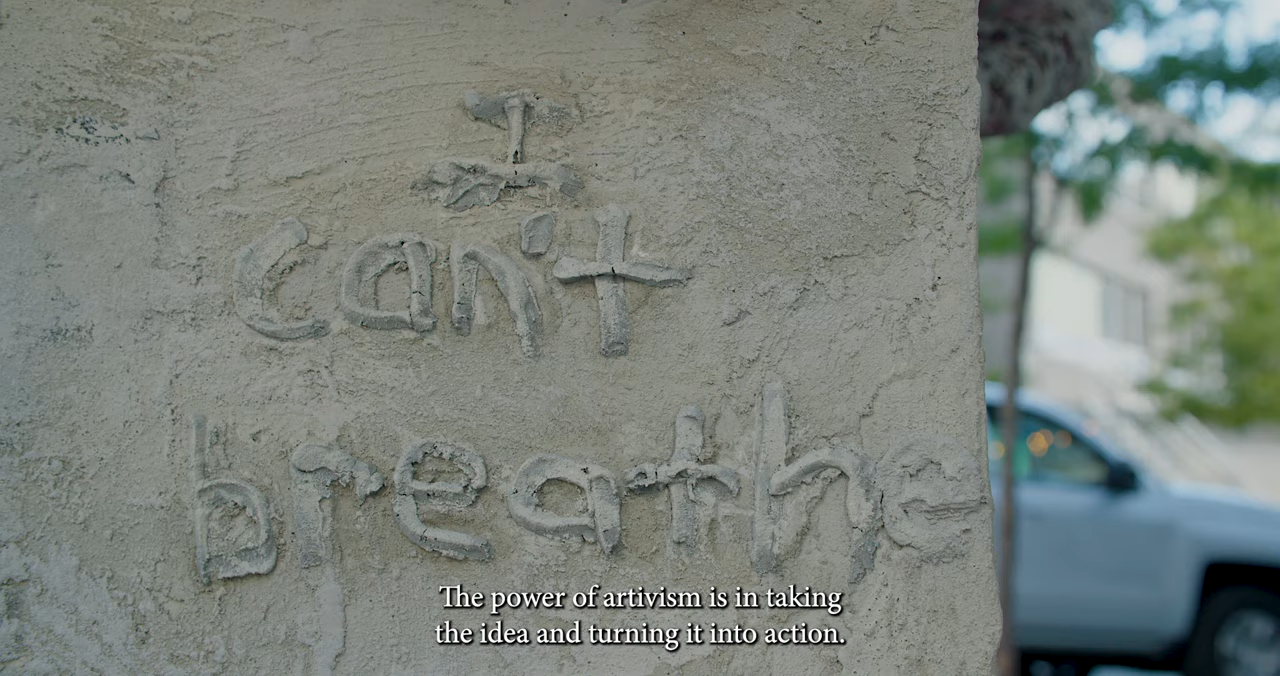 I
can't
breathe
The power of artivism is in taking
the idea and turning it into action.